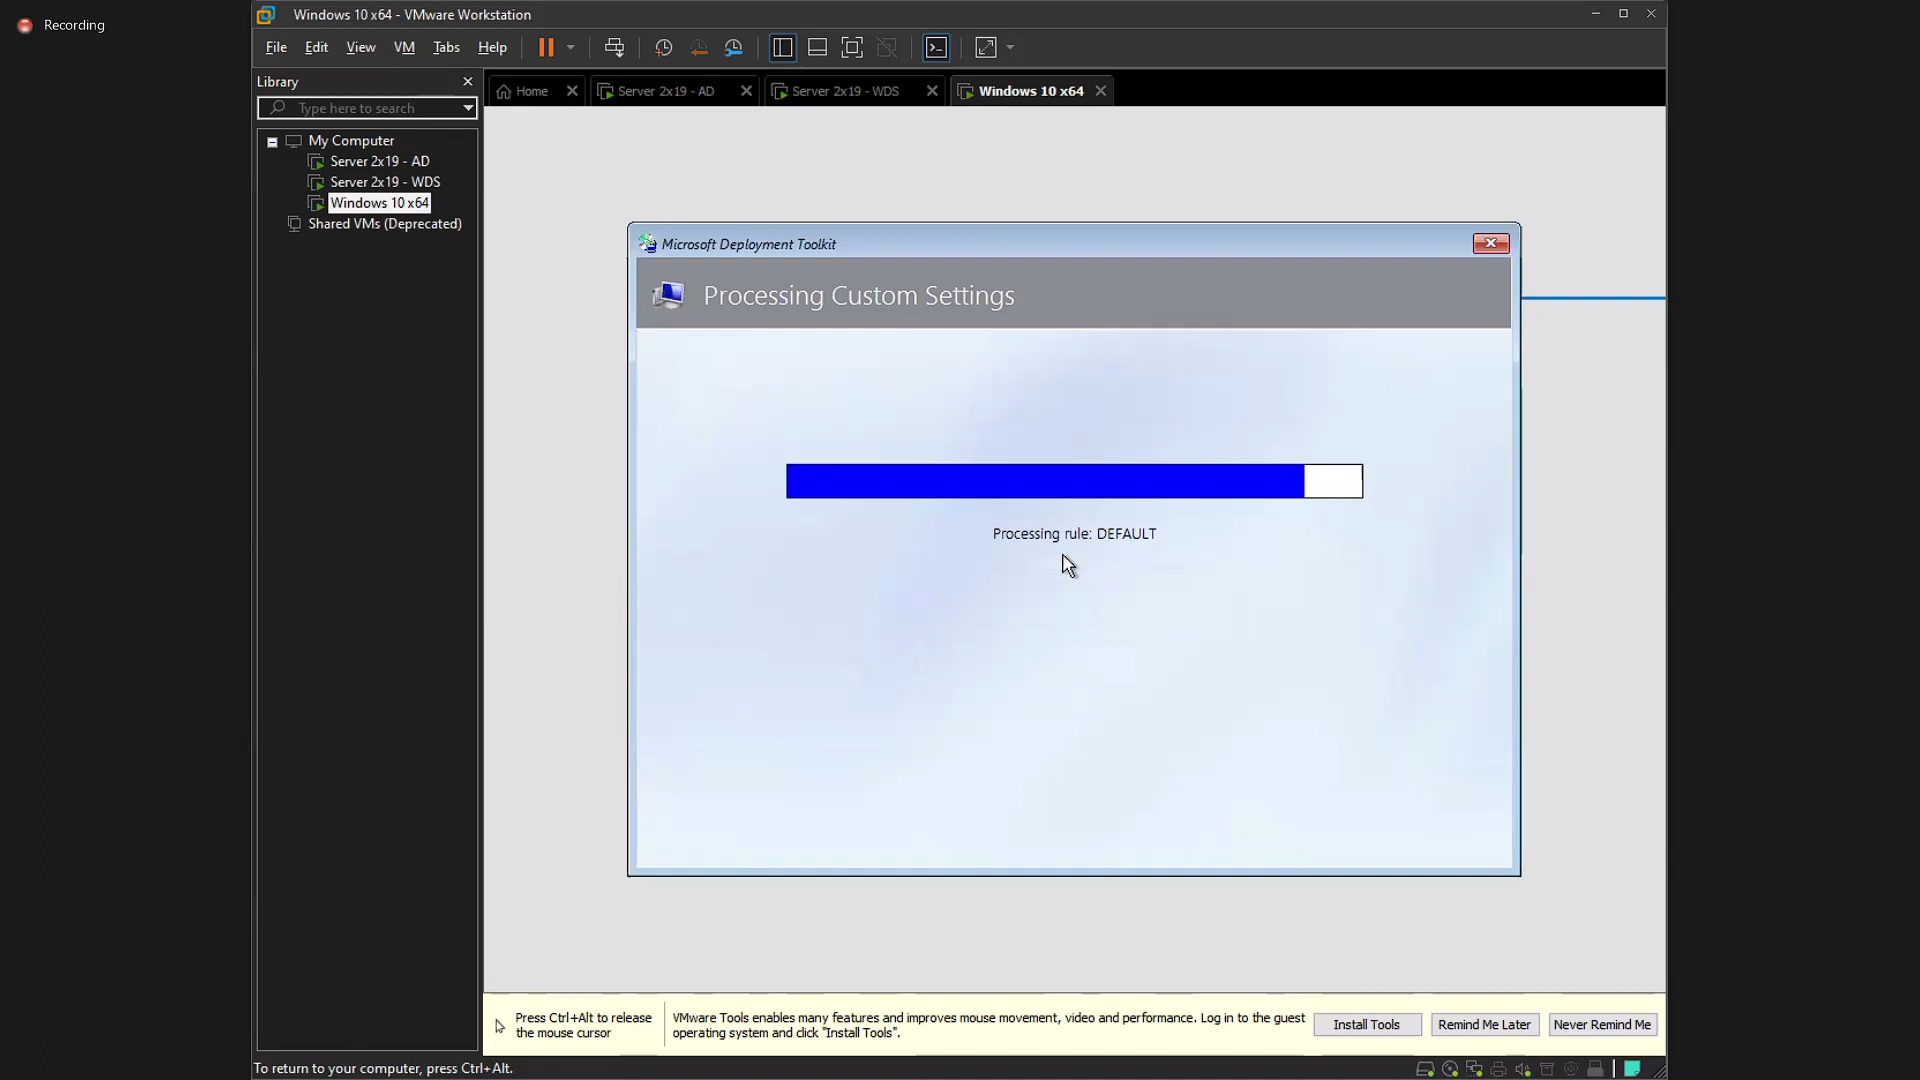 Recording
Windows 10 x64 - VMware Workstation
File Edit View VM Tabs Help
Library
Type here to search
Home
Server 2x19 - AD
Server 2x19 - WDS
Windows 10 x64
My Computer
Server 2x19 - AD
Server 2x19 - WDS
Windows 10 x64
Shared VMs (Deprecated)
Microsoft Deployment Toolkit
Processing Custom Settings
Processing rule: DEFAULT
Press Ctrl+Alt to release
the mouse cursor
VMware Tools enables many features and improves mouse movement, video and performance. Log in to the guest
operating system and click "Install Tools".
Install Tools
Remind Me Later
Never Remind Me
To return to your computer, press Ctrl+Alt.